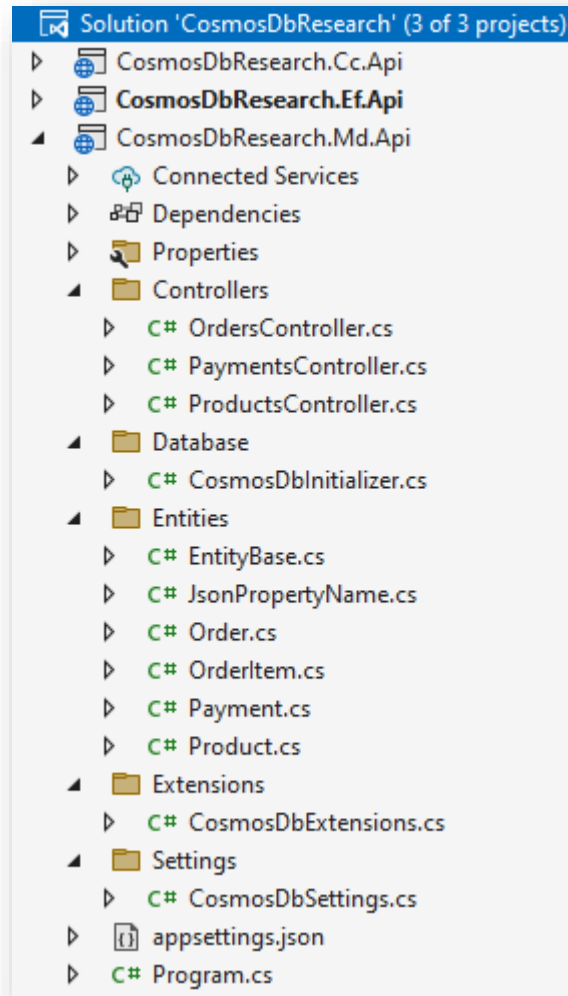 Solution 'CosmosDbResearch' (3 of 3 projects)
CosmosDbResearch.Cc.Api
CosmosDbResearch.Ef.Api
CosmosDbResearch.Md.Api
Connected Services
Dependencies
Properties
Controllers
C# OrdersController.cs
C# PaymentsController.cs
C# ProductsController.cs
Database
C# CosmosDbInitializer.cs
Entities
C# EntityBase.cs
C# JsonPropertyName.cs
C# Order.cs
C# OrderItem.cs
C# Payment.cs
C# Product.cs
Extensions
C# CosmosDbExtensions.cs
Settings
C# CosmosDbSettings.cs
appsettings.json
C# Program.cs